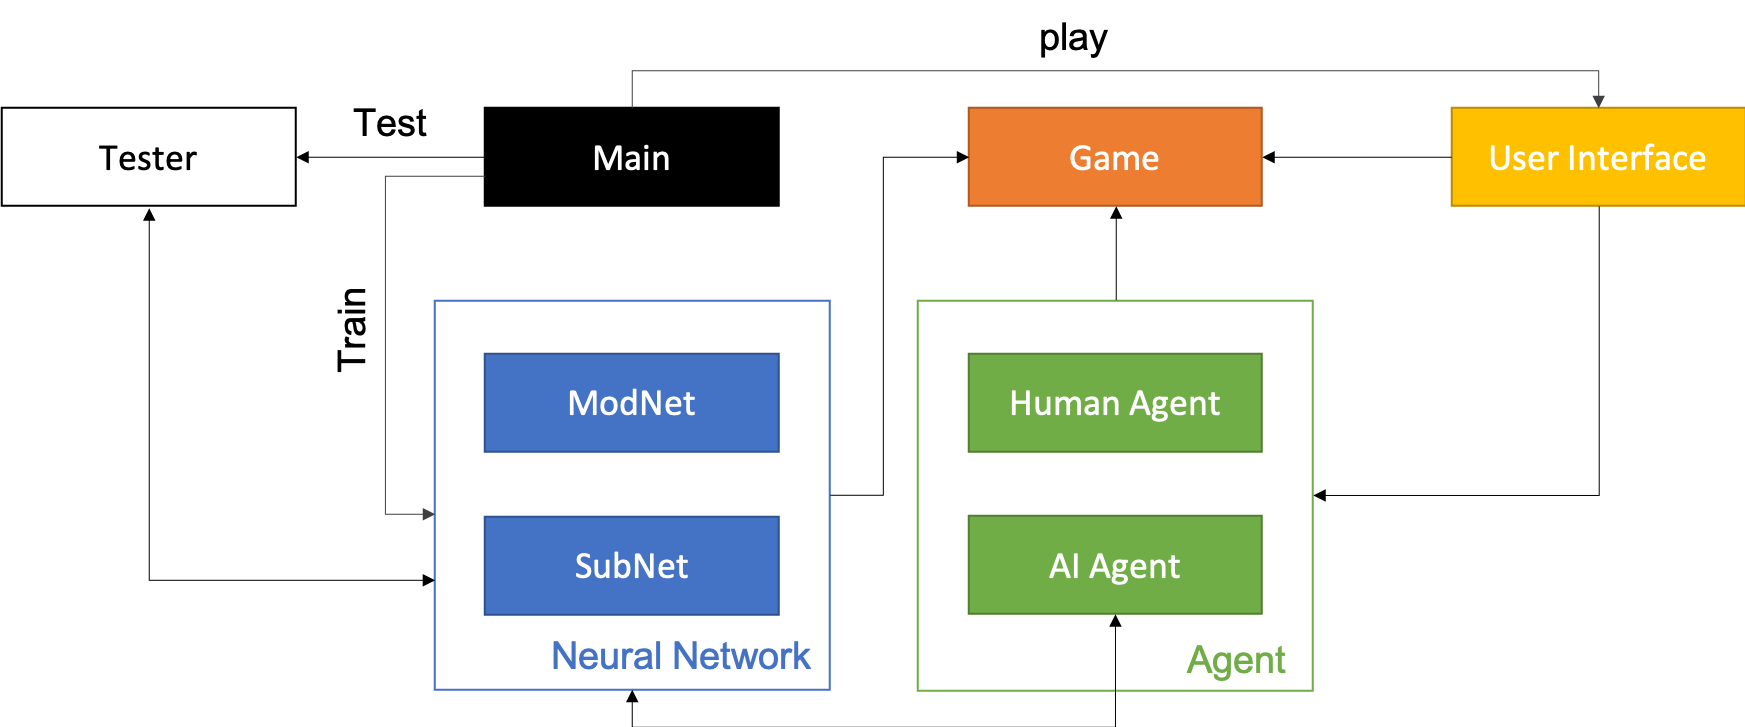 play
Test
Tester
Main
Game
User Interface
Train
ModNet
Human Agent
SubNet
AI Agent
Neural Network
Agent